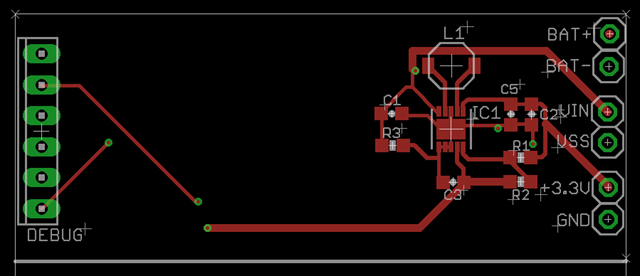 L1
BAT+
BAT-
C5
C1
IC1
C2
VIN
R3
VSS
R1
+3.3V
C3
R2
GND
DEBUG